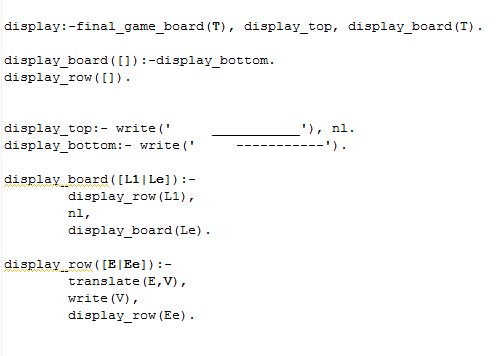 display:-final_game_board(T), display_top, display_board(T).
display_board([]):-display_bottom.
display_row([]).
display_top:- write('      ___________'), nl.
display_bottom:- write('      -----------').
display_board([L1|Le]):-
display_row(L1),
nl,
display_board(Le).
display_row([E|Ee]):-
translate(E,V),
write(V),
display_row(Ee).